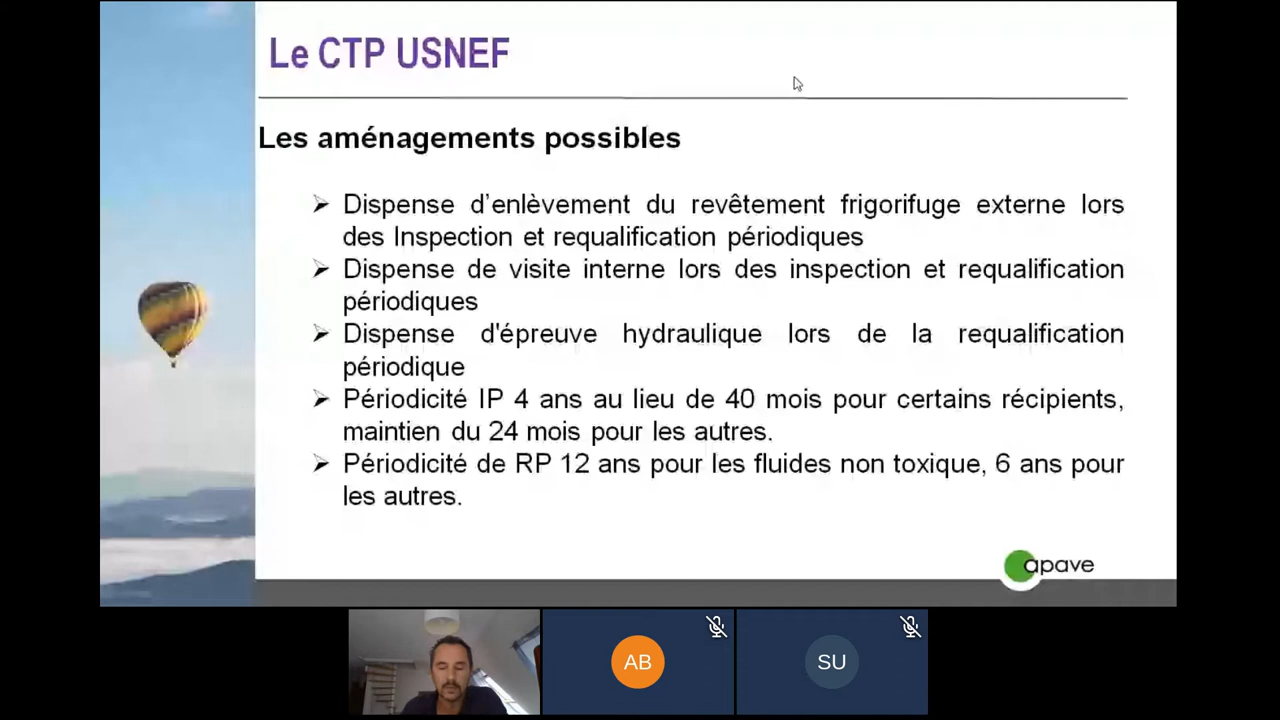 Le CTP USNEF
Les aménagements possibles
➢ Dispense d’enlèvement du revêtement frigorifuge externe lors
des Inspection et requalification périodiques
➢ Dispense de visite interne lors des inspection et requalification
périodiques
➢ Dispense d'épreuve hydraulique lors de la requalification
périodique
➢ Périodicité IP 4 ans au lieu de 40 mois pour certains récipients,
maintien du 24 mois pour les autres.
➢ Périodicité de RP 12 ans pour les fluides non toxique, 6 ans pour
les autres.
apave
AB
SU